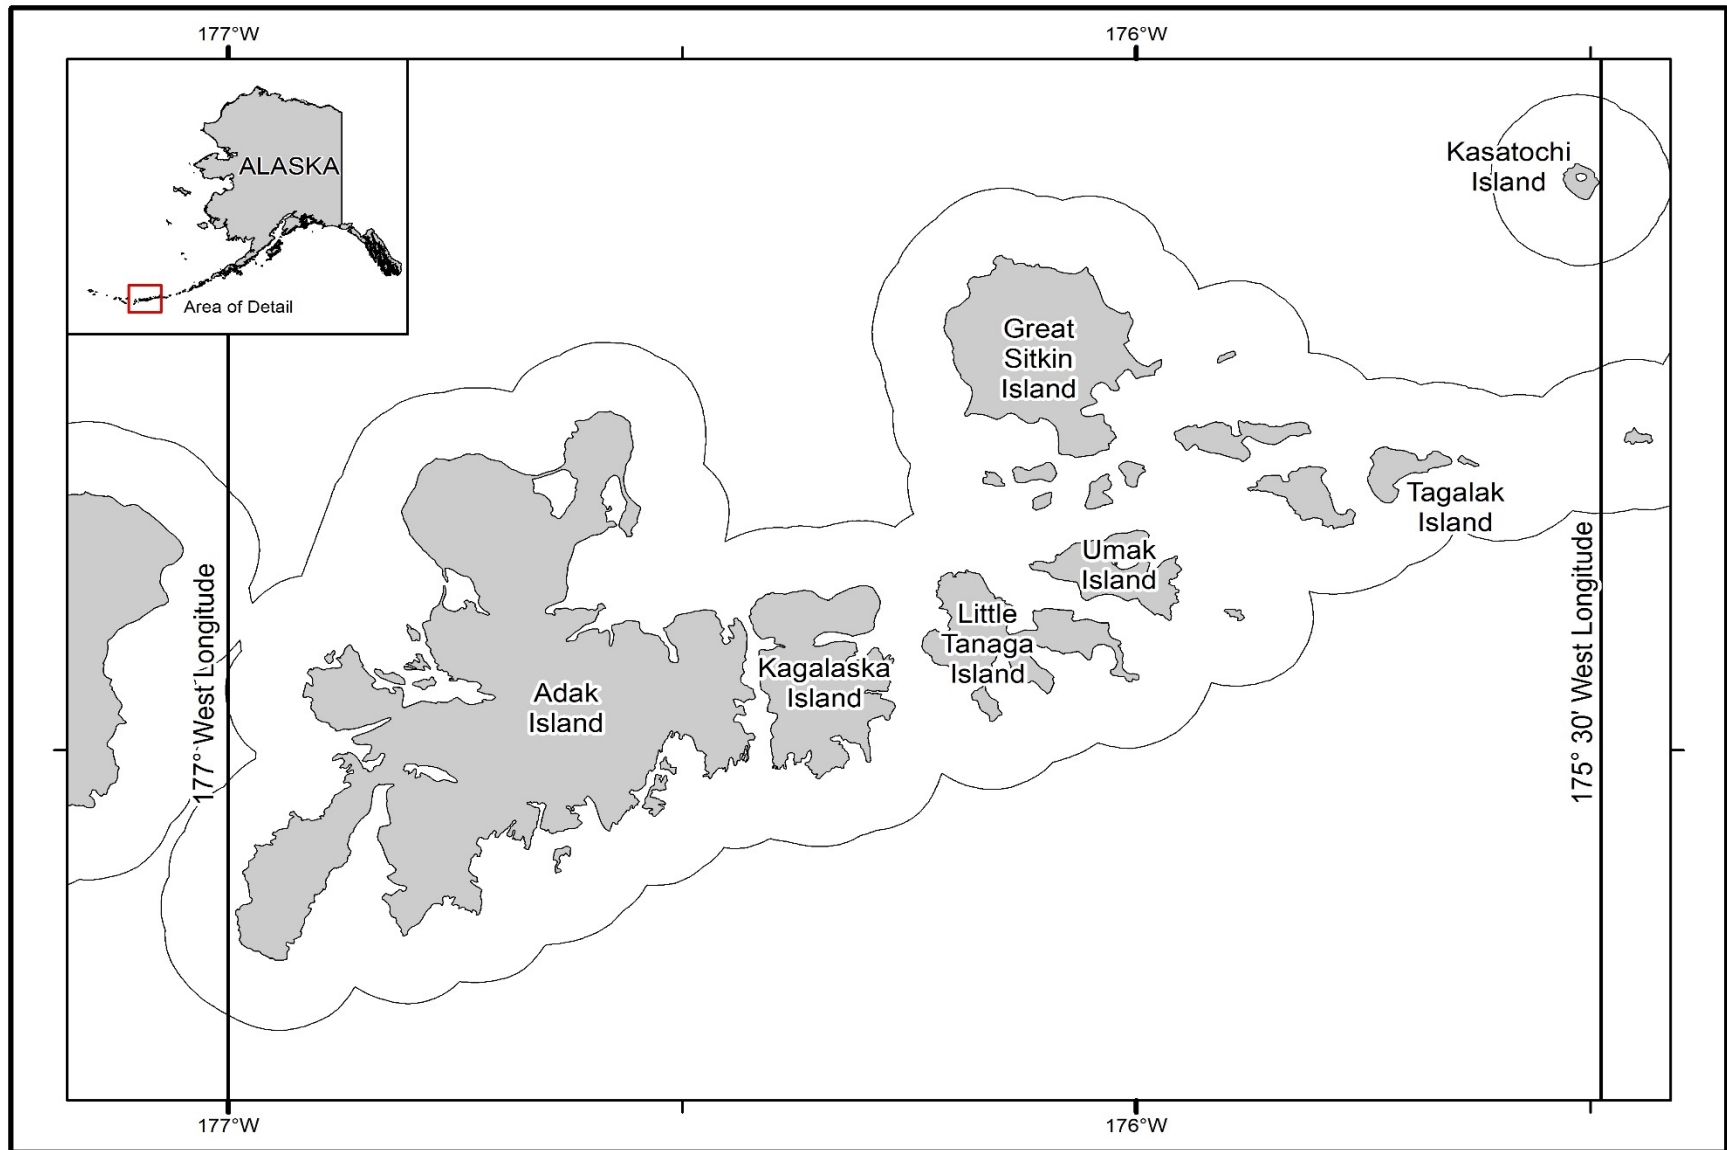 177°W
176°W
ALASKA
Area of Detail
Kasatochi
Island
Great
Sitkin
Island
Tagalak
Island
Umak
Island
Little
Tanaga
Island
Kagalaska
Island
Adak
Island
177° West Longitude
175° 30' West Longitude
177°W
176°W